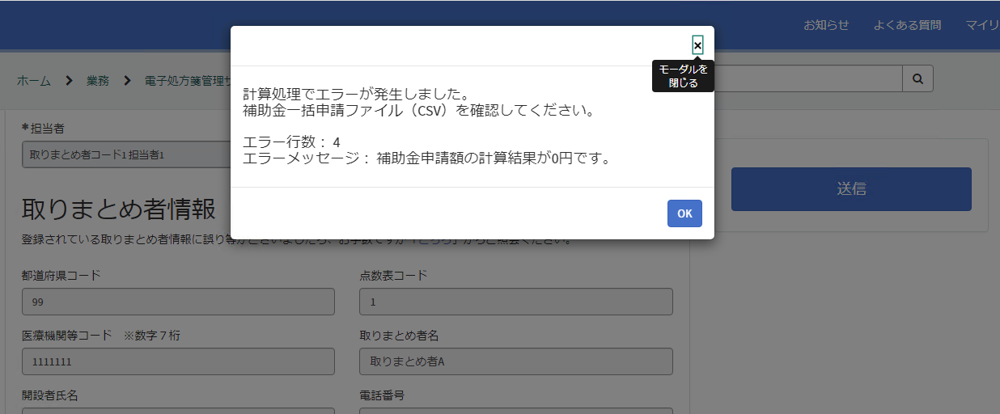 お知らせ よくある質問 マイリ
×
モーダルを
閉じる
ホーム 業務 電子処方箋管理サ
計算処理でエラーが発生しました。
補助金一括申請ファイル（CSV）を確認してください。
エラー行数： 4
エラーメッセージ： 補助金申請額の計算結果が0円です。
OK
*担当者
取りまとめ者コード1 担当者1
送信
取りまとめ者情報
登録されている取りまとめ者情報に誤り等がございましたら、お手数ですが「こちら」からご照会ください。
都道府県コード 点数表コード
99 1
医療機関等コード ※数字７桁 取りまとめ者名
1111111 取りまとめ者A
開設者氏名 電話番号